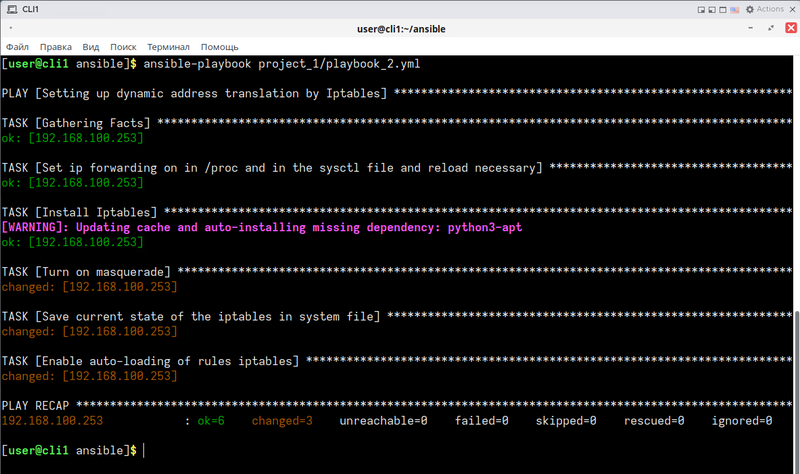 CLI1
Actions
user@cli1:~/ansible
Файл Правка Вид Поиск Терминал Помощь
[user@cli1 ansible]$ ansible-playbook project_1/playbook_2.yml
PLAY [Setting up dynamic address translation by Iptables] ***********************************************************
TASK [Gathering Facts] **********************************************************************************************
ok: [192.168.100.253]
TASK [Set ip forwarding on in /proc and in the sysctl file and reload necessary] ************************************
ok: [192.168.100.253]
TASK [Install Iptables] *********************************************************************************************
[WARNING]: Updating cache and auto-installing missing dependency: python3-apt
ok: [192.168.100.253]
TASK [Turn on masquerade] *******************************************************************************************
changed: [192.168.100.253]
TASK [Save current state of the iptables in system file] ************************************************************
changed: [192.168.100.253]
TASK [Enable auto-loading of rules iptables] ************************************************************************
changed: [192.168.100.253]
PLAY RECAP **********************************************************************************************************
192.168.100.253 : ok=6 changed=3 unreachable=0 failed=0 skipped=0 rescued=0 ignored=0
[user@cli1 ansible]$